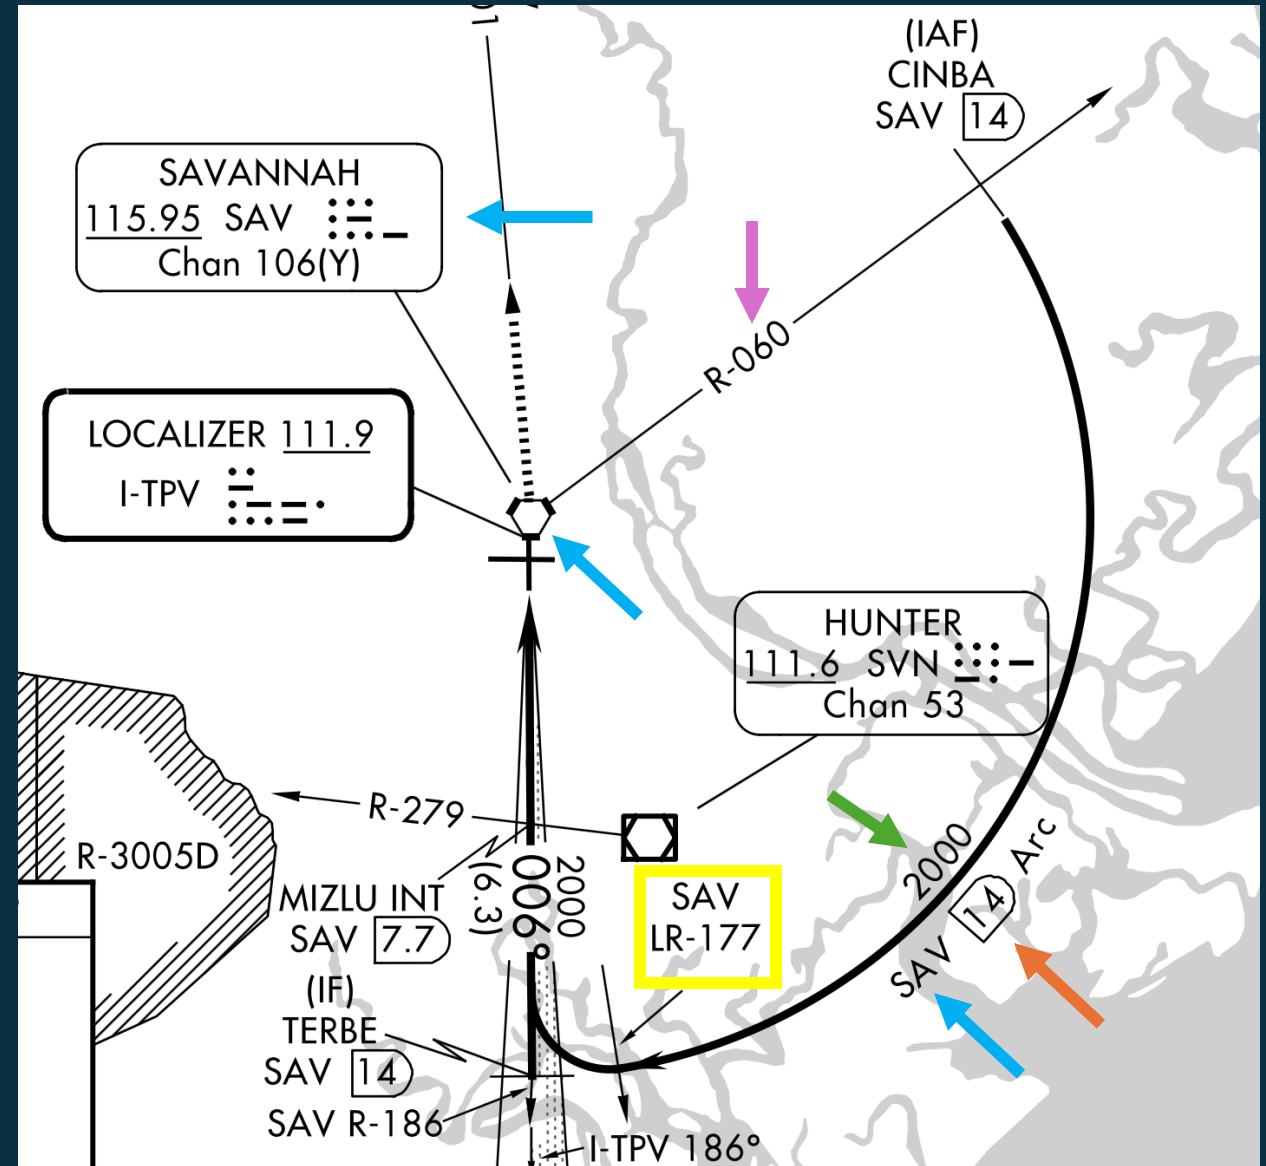 (IAF)
CINBA
SAV 14
SAVANNAH
115.95 SAV
Chan 106(Y)
R-060
LOCALIZER 111.9
I-TPV
HUNTER
111.6 SVN
Chan 53
R-279
R-3005D
MIZLU INT
SAV 7.7
006°
2000
(6.3)
SAV
LR-177
2000
SAV 14 Arc
(IF)
TERBE
SAV 14
SAV R-186
I-TPV 186°